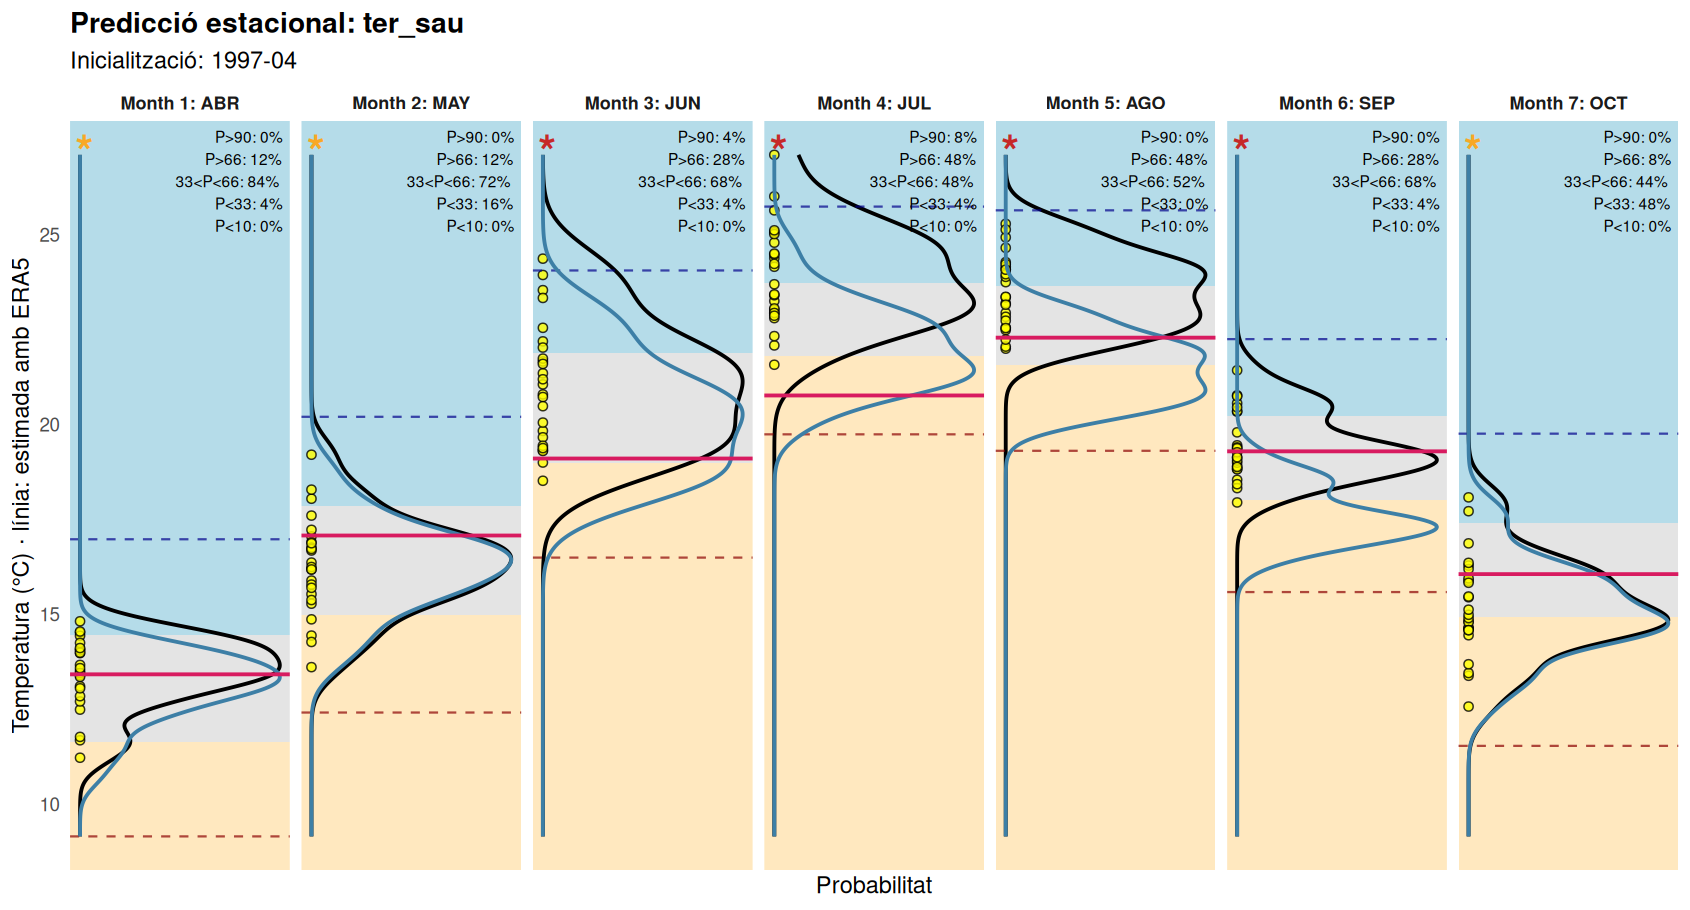 Predicció estacional: ter_sau
Inicialització: 1997-04
Month 1: ABR
Month 2: MAY
Month 3: JUN
Month 4: JUL
Month 5: AGO
Month 6: SEP
Month 7: OCT
*
P>90: 0%
P>66: 12%
33<P<66: 84%
P<33: 4%
P<10: 0%
*
P>90: 0%
P>66: 12%
33<P<66: 72%
P<33: 16%
P<10: 0%
*
P>90: 4%
P>66: 28%
33<P<66: 68%
P<33: 4%
P<10: 0%
*
P>90: 8%
P>66: 48%
33<P<66: 48%
P<33: 4%
P<10: 0%
*
P>90: 0%
P>66: 48%
33<P<66: 52%
P<33: 0%
P<10: 0%
*
P>90: 0%
P>66: 28%
33<P<66: 68%
P<33: 4%
P<10: 0%
*
P>90: 0%
P>66: 8%
33<P<66: 44%
P<33: 48%
P<10: 0%
25
20
15
10
Temperatura (°C) · línia: estimada amb ERA5
Probabilitat